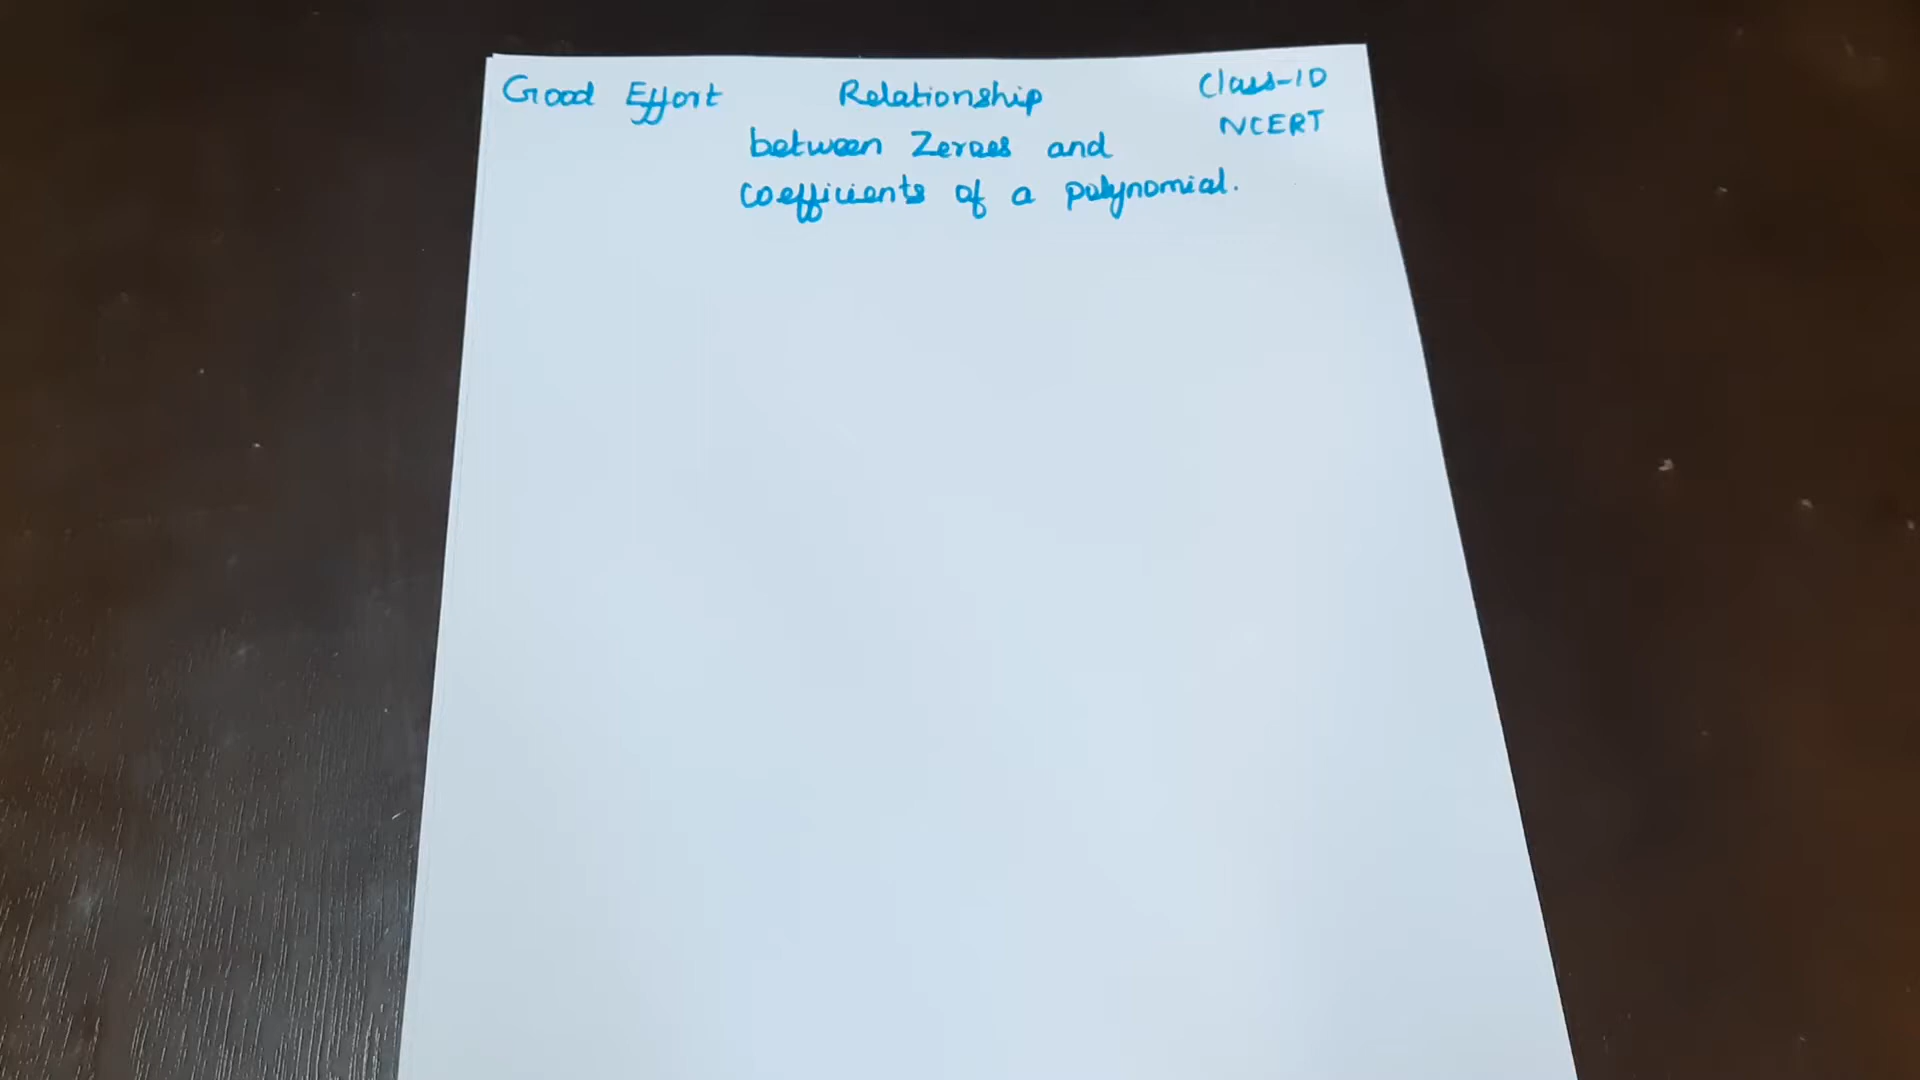 Good Effort
Relationship
between Zeroes and
coefficients of a polynomial.
Class-10
NCERT